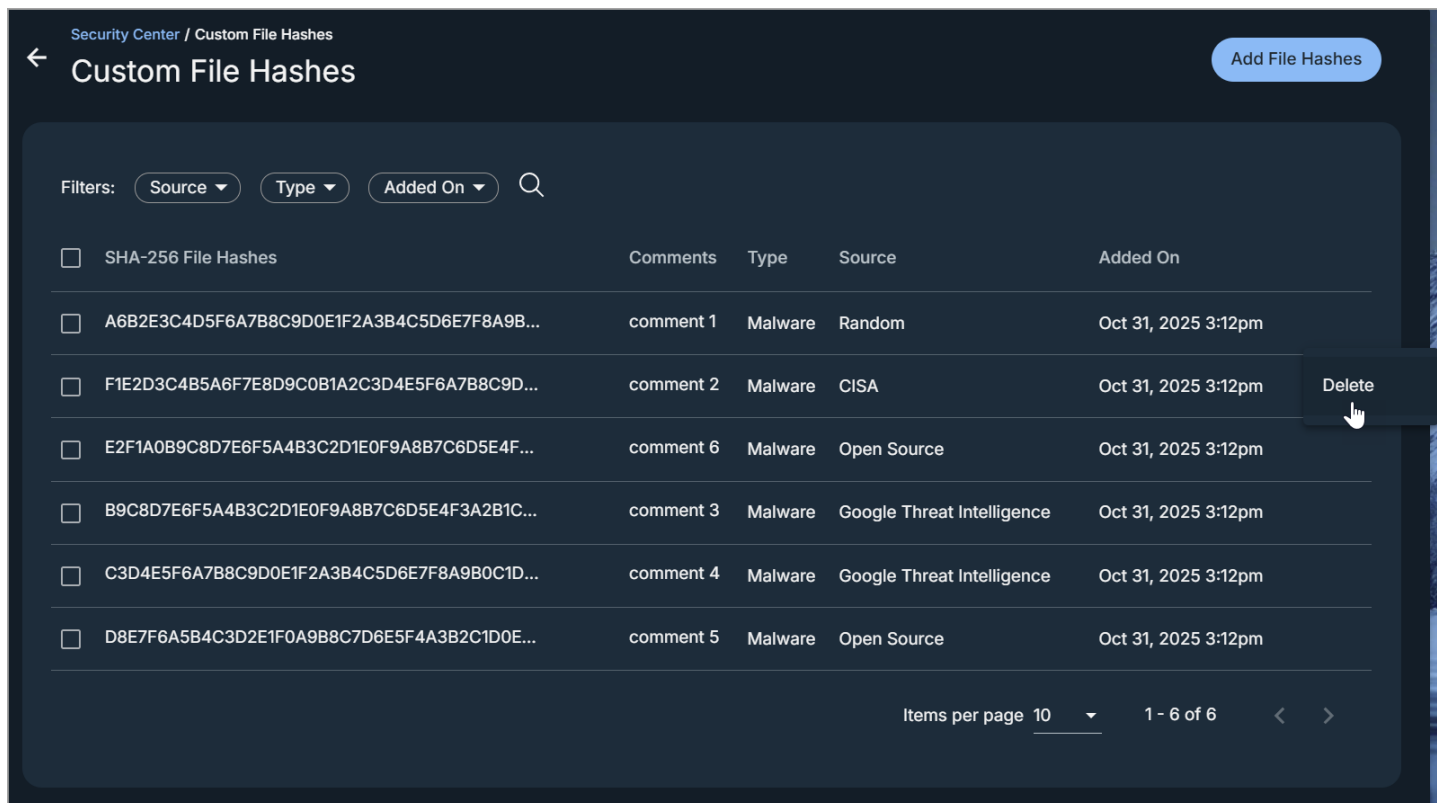 Security Center / Custom File Hashes
Custom File Hashes
Add File Hashes
Filters: Source Type Added On
SHA-256 File Hashes Comments Type Source Added On
A6B2E3C4D5F6A7B8C9D0E1F2A3B4C5D6E7F8A9B... comment 1 Malware Random Oct 31, 2025 3:12pm
F1E2D3C4B5A6F7E8D9C0B1A2C3D4E5F6A7B8C9D... comment 2 Malware CISA Oct 31, 2025 3:12pm Delete
E2F1A0B9C8D7E6F5A4B3C2D1E0F9A8B7C6D5E4F... comment 6 Malware Open Source Oct 31, 2025 3:12pm
B9C8D7E6F5A4B3C2D1E0F9A8B7C6D5E4F3A2B1C... comment 3 Malware Google Threat Intelligence Oct 31, 2025 3:12pm
C3D4E5F6A7B8C9D0E1F2A3B4C5D6E7F8A9B0C1D... comment 4 Malware Google Threat Intelligence Oct 31, 2025 3:12pm
D8E7F6A5B4C3D2E1F0A9B8C7D6E5F4A3B2C1D0E... comment 5 Malware Open Source Oct 31, 2025 3:12pm
Items per page 10 1 - 6 of 6